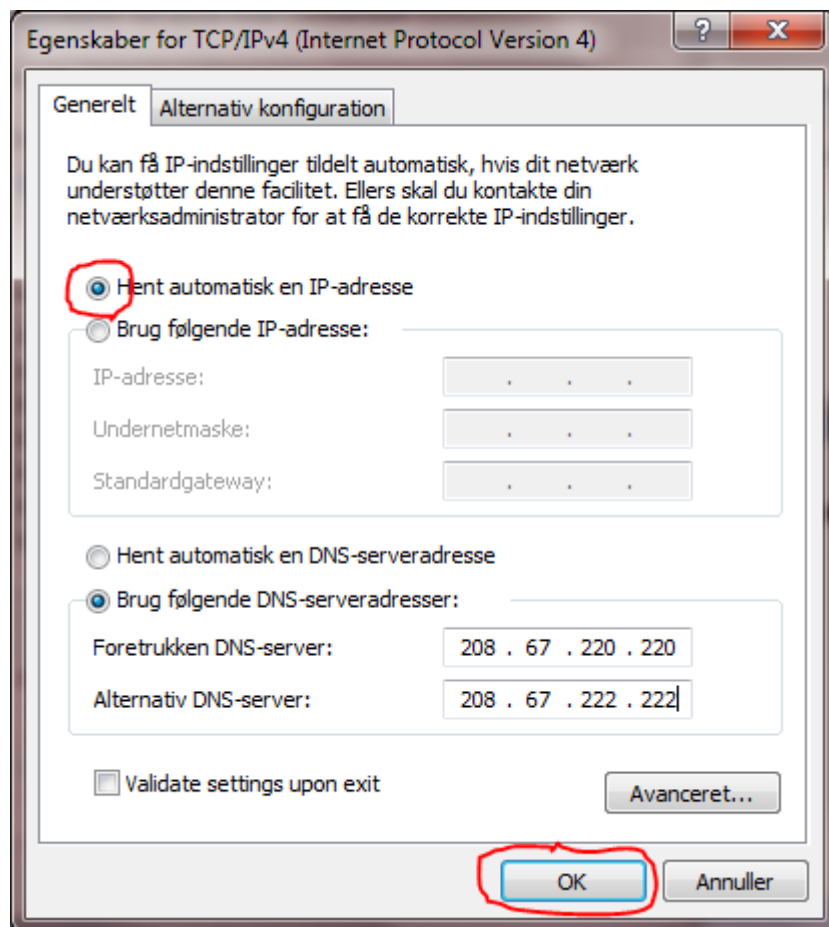 Egenskaber for TCP/IPv4 (Internet Protocol Version 4)
Generelt
Alternativ konfiguration
Du kan få IP-indstillinger tildelt automatisk, hvis dit netværk
understøtter denne facilitet. Ellers skal du kontakte din
netværksadministrator for at få de korrekte IP-indstillinger.
Hent automatisk en IP-adresse
Brug følgende IP-adresse:
IP-adresse: . . .
Undernetmaske: . . .
Standardgateway: . . .
Hent automatisk en DNS-serveradresse
Brug følgende DNS-serveradresser:
Foretrukken DNS-server: 208 . 67 . 220 . 220
Alternativ DNS-server: 208 . 67 . 222 . 222
Validate settings upon exit
Avanceret...
OK Annuller